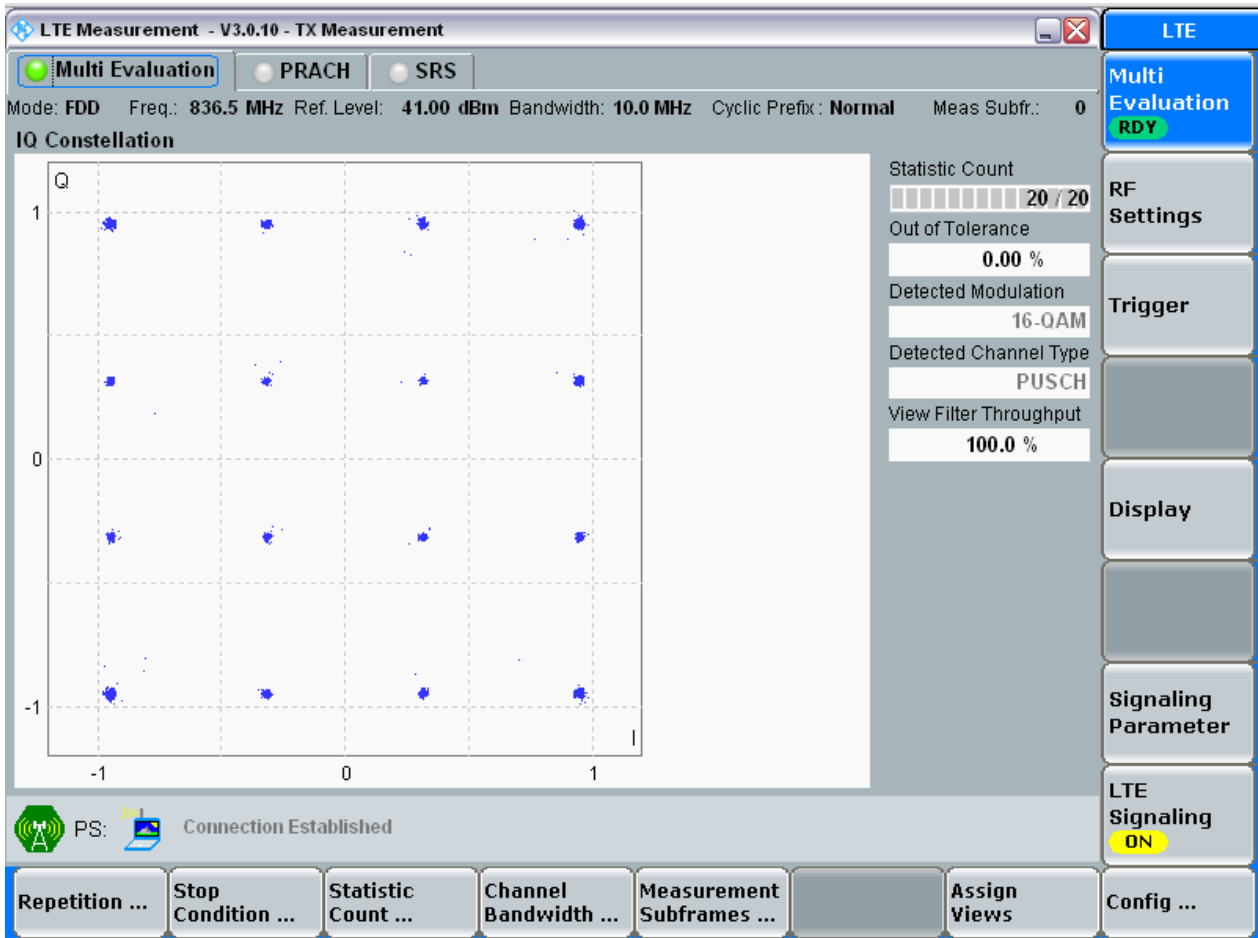 LTE Measurement - V3.0.10 - TX Measurement
LTE
Multi Evaluation
PRACH
SRS
Multi
Evaluation
RDY
Mode: FDD Freq.: 836.5 MHz Ref. Level: 41.00 dBm Bandwidth: 10.0 MHz Cyclic Prefix : Normal Meas Subfr.: 0
IQ Constellation
Q
1
0
-1
-1
0
1
I
Statistic Count
20 / 20
Out of Tolerance
0.00 %
Detected Modulation
16-QAM
Detected Channel Type
PUSCH
View Filter Throughput
100.0 %
RF
Settings
Trigger
Display
Signaling
Parameter
LTE
Signaling
ON
PS: Connection Established
Repetition ...
Stop
Condition ...
Statistic
Count ...
Channel
Bandwidth ...
Measurement
Subframes ...
Assign
Views
Config ...